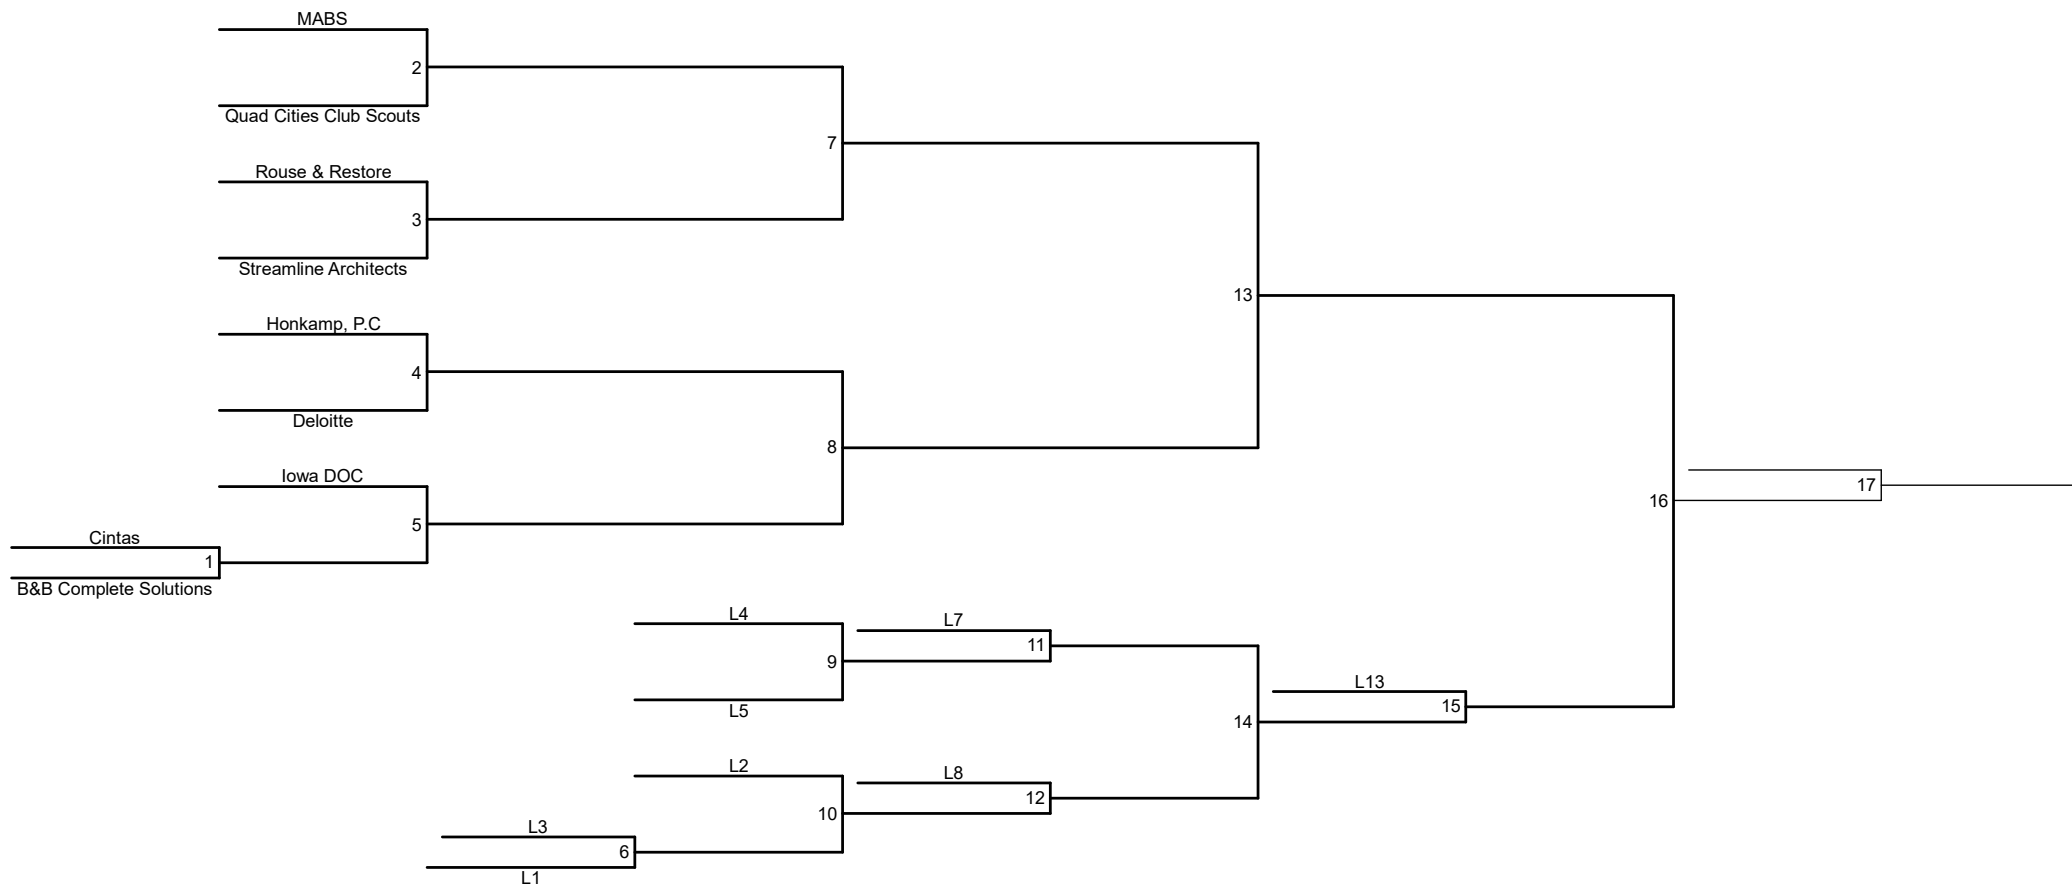 MABS
2
Quad Cities Club Scouts
7
Rouse & Restore
3
Streamline Architects
13
Honkamp, P.C
4
Deloitte
8
Iowa DOC
5
Cintas
1
B&B Complete Solutions
16
17
L4
L7
11
9
L5
L13
15
14
L2
L8
12
10
L3
6
L1